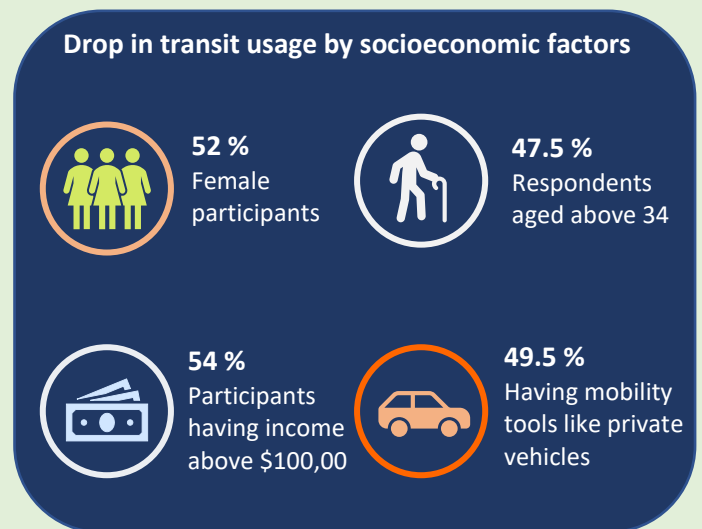 Drop in transit usage by socioeconomic factors
52 %
Female
participants
47.5 %
Respondents
aged above 34
54 %
Participants
having income
above $100,00
49.5 %
Having mobility
tools like private
vehicles